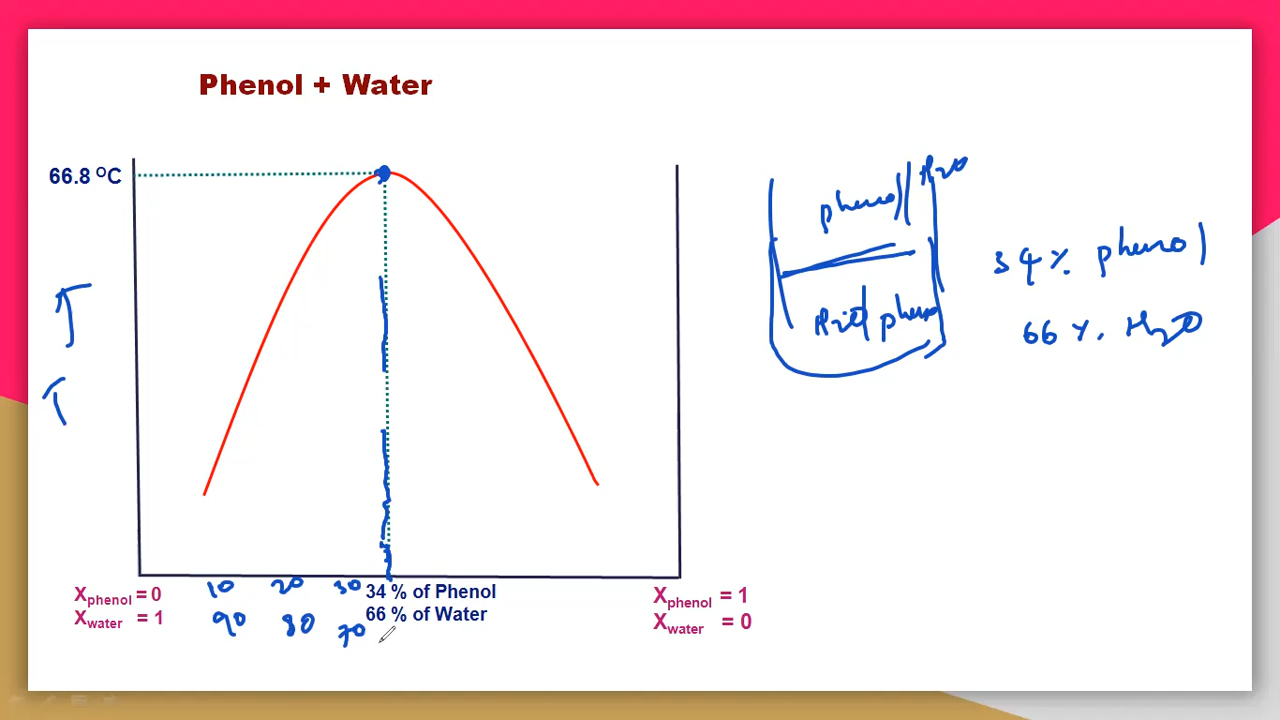 Phenol + Water
66.8 ºC
T
phenol/H2O
H2O/phenol
34 % phenol
66 %. H2O
10 20 30
90 80 70
34 % of Phenol
66 % of Water
Xphenol = 0
Xwater = 1
Xphenol = 1
Xwater = 0